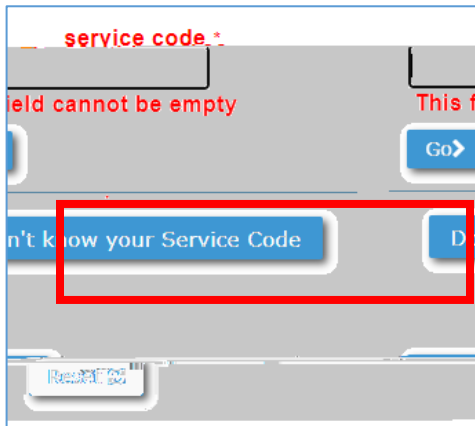 service code *
ield cannot be empty
This f
Go
n't know your Service Code
D